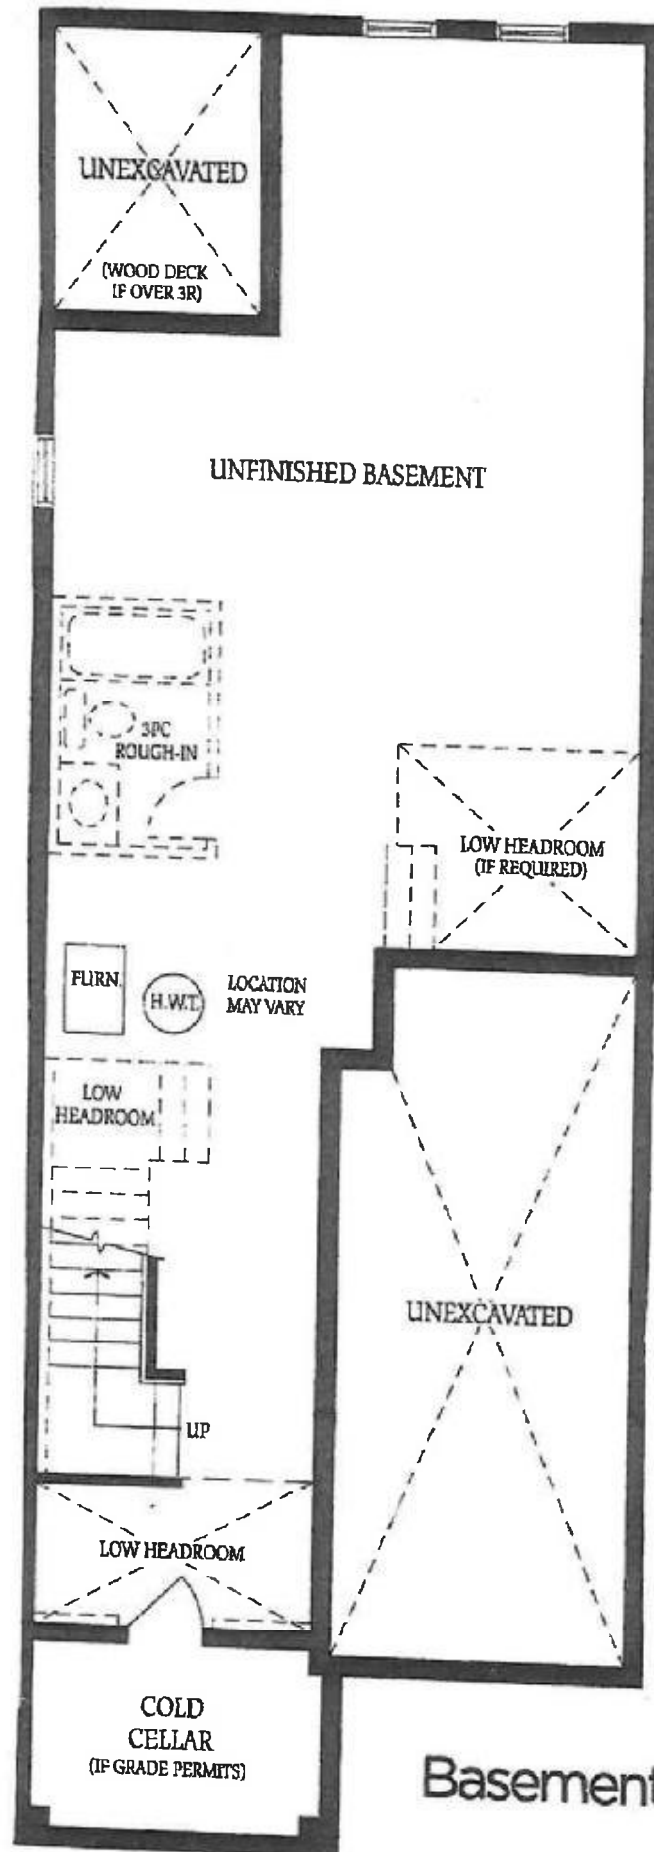 UNEXCAVATED
(WOOD DECK
IF OVER 3R)
UNFINISHED BASEMENT
3PC
ROUGH-IN
LOW HEADROOM
(IF REQUIRED)
FURN.
H.W.T.
LOCATION
MAY VARY
LOW
HEADROOM
UNEXCAVATED
UP
LOW HEADROOM
COLD
CELLAR
(IF GRADE PERMITS)
Basement